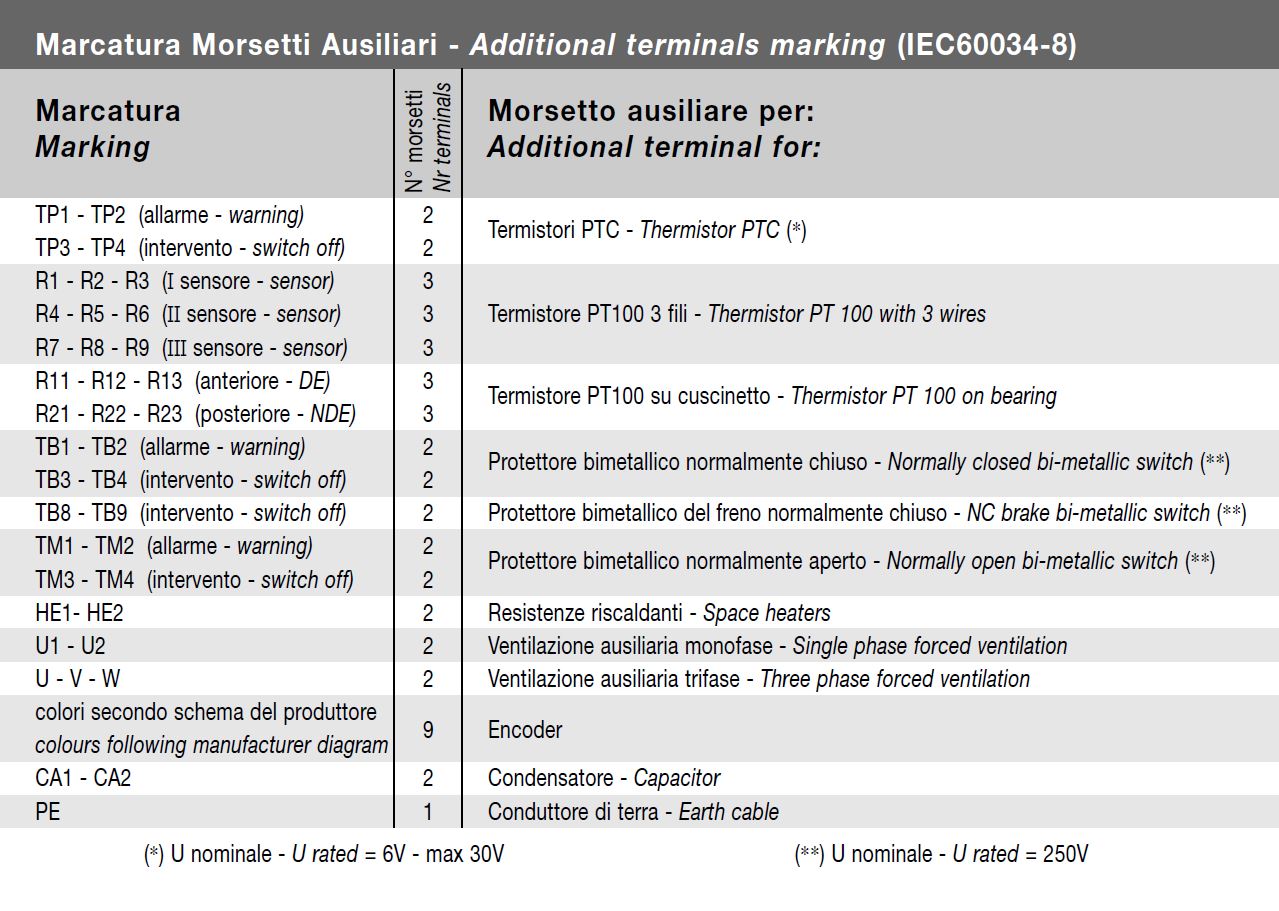 Marcatura Morsetti Ausiliari - Additional terminals marking (IEC60034-8)
Marcatura
Marking
N° morsetti
Nr terminals
Morsetto ausiliare per:
Additional terminal for:
TP1 - TP2 (allarme - warning) 2
Termistori PTC - Thermistor PTC (*)
TP3 - TP4 (intervento - switch off) 2
R1 - R2 - R3 (I sensore - sensor) 3
R4 - R5 - R6 (II sensore - sensor) 3 Termistore PT100 3 fili - Thermistor PT 100 with 3 wires
R7 - R8 - R9 (III sensore - sensor) 3
R11 - R12 - R13 (anteriore - DE) 3
Termistore PT100 su cuscinetto - Thermistor PT 100 on bearing
R21 - R22 - R23 (posteriore - NDE) 3
TB1 - TB2 (allarme - warning) 2
Protettore bimetallico normalmente chiuso - Normally closed bi-metallic switch (**)
TB3 - TB4 (intervento - switch off) 2
TB8 - TB9 (intervento - switch off) 2 Protettore bimetallico del freno normalmente chiuso - NC brake bi-metallic switch (**)
TM1 - TM2 (allarme - warning) 2
Protettore bimetallico normalmente aperto - Normally open bi-metallic switch (**)
TM3 - TM4 (intervento - switch off) 2
HE1- HE2 2 Resistenze riscaldanti - Space heaters
U1 - U2 2 Ventilazione ausiliaria monofase - Single phase forced ventilation
U - V - W 2 Ventilazione ausiliaria trifase - Three phase forced ventilation
colori secondo schema del produttore
9 Encoder
colours following manufacturer diagram
CA1 - CA2 2 Condensatore - Capacitor
PE 1 Conduttore di terra - Earth cable
(*) U nominale - U rated = 6V - max 30V (**) U nominale - U rated = 250V